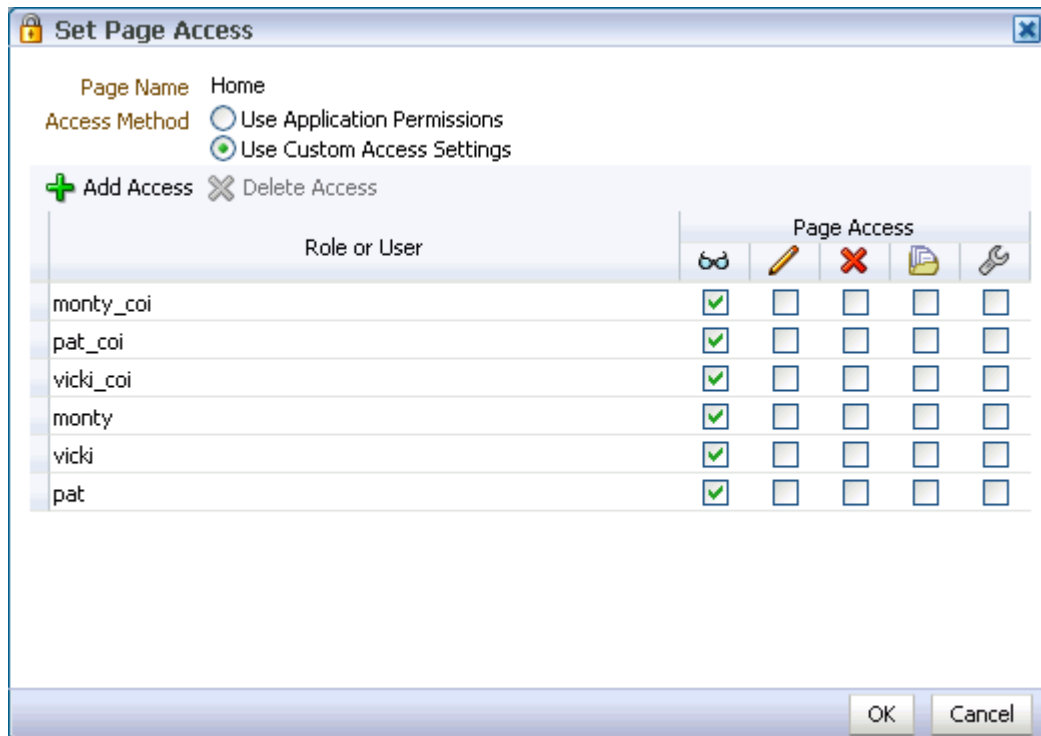 Set Page Access
Page Name Home
Access Method Use Application Permissions
Use Custom Access Settings
Add Access Delete Access
Role or User Page Access
monty_coi
pat_coi
vicki_coi
monty
vicki
pat
OK Cancel